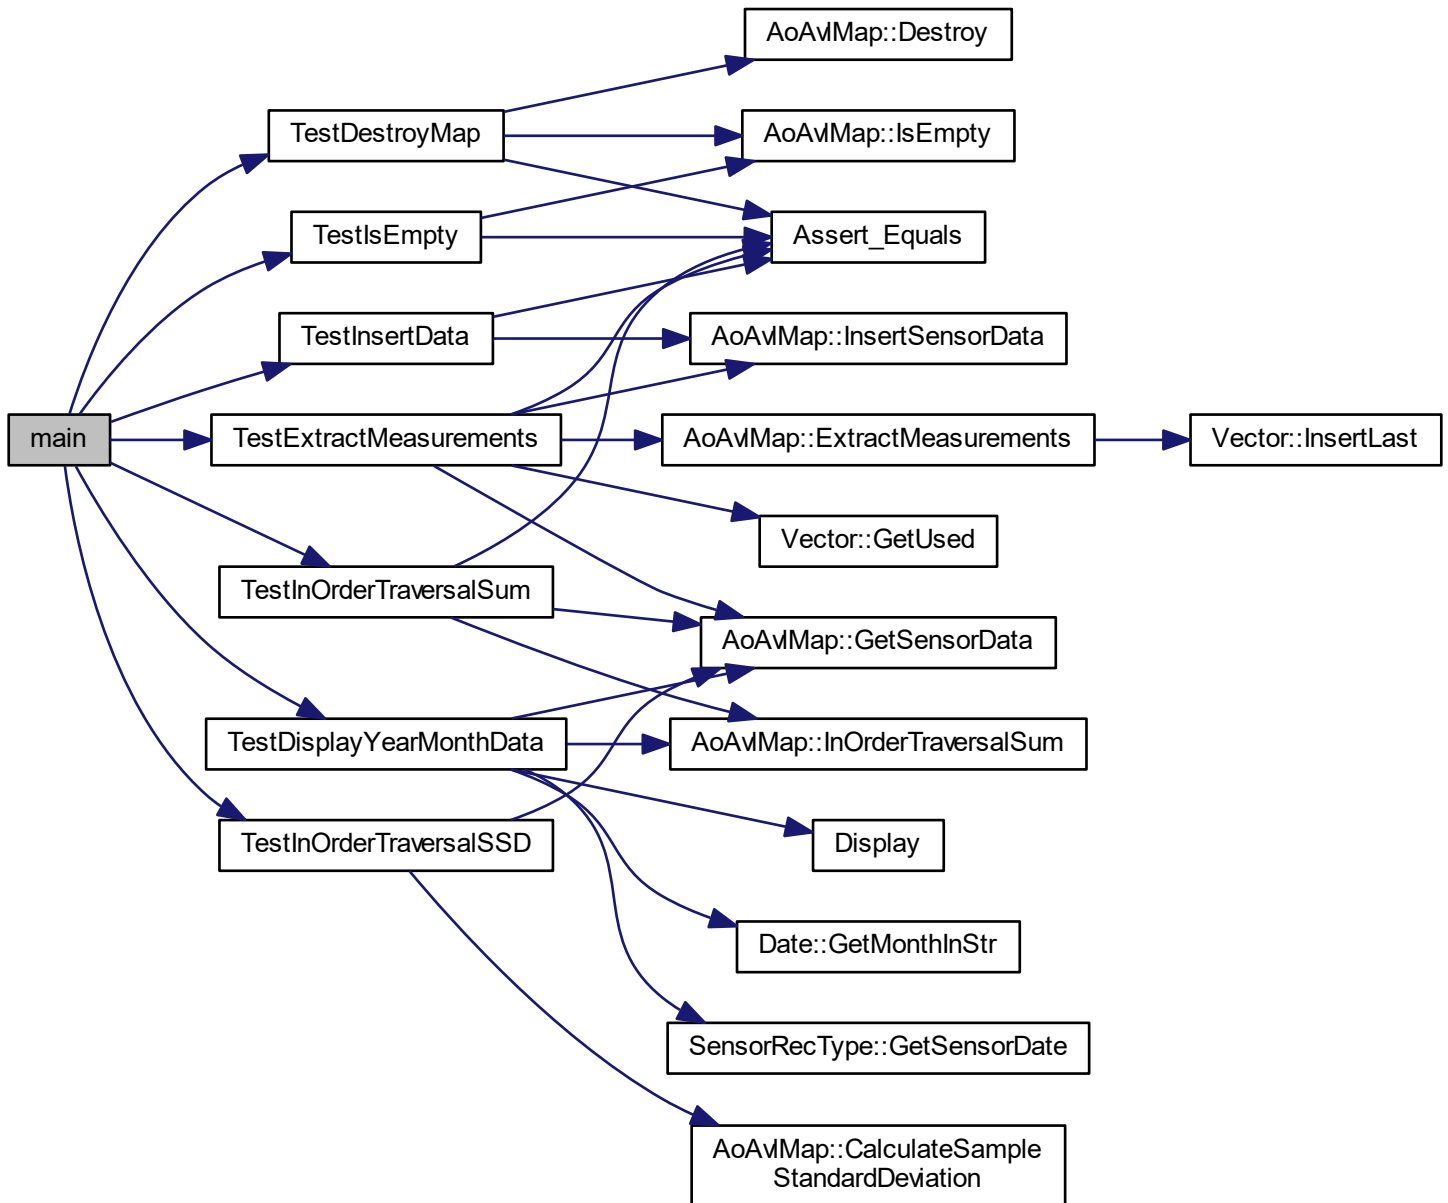 AoAvlMap::Destroy
TestDestroyMap
AoAvlMap::IsEmpty
TestIsEmpty
Assert_Equals
TestInsertData
AoAvlMap::InsertSensorData
main
TestExtractMeasurements
AoAvlMap::ExtractMeasurements
Vector::InsertLast
Vector::GetUsed
TestInOrderTraversalSum
AoAvlMap::GetSensorData
TestDisplayYearMonthData
AoAvlMap::InOrderTraversalSum
TestInOrderTraversalSSD
Display
Date::GetMonthInStr
SensorRecType::GetSensorDate
AoAvlMap::CalculateSample
StandardDeviation